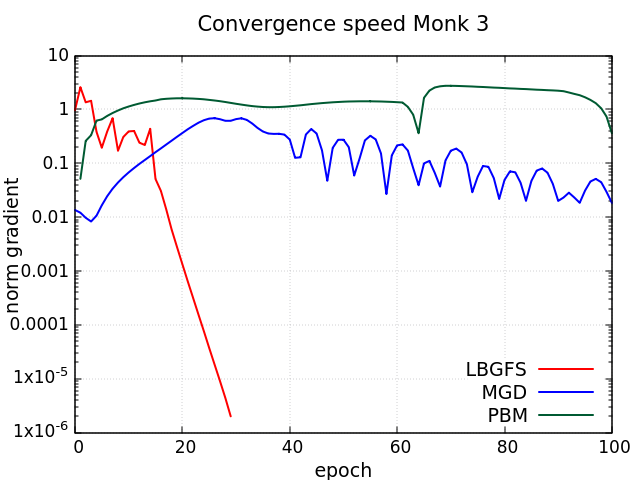 Convergence speed Monk 3
10
1
0.1
0.01
0.001
0.0001
1x10-5
1x10-6
norm gradient
LBGFS
MGD
PBM
0 20 40 60 80 100
epoch